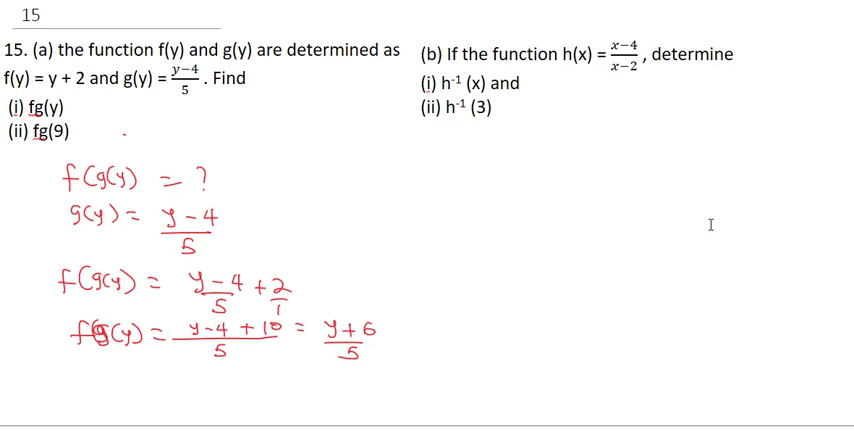 15
15. (a) the function f(y) and g(y) are determined as
f(y) = y + 2 and g(y) = (y−4)/5 . Find
(i) fg(y)
(ii) fg(9)
f(g(y) = ?
g(y) = (y − 4)/5
f(g(y) = (y − 4)/5 + 2/1
fg(y) = (y − 4 + 10)/5 = (y + 6)/5
(b) If the function h(x) = (x−4)/(x−2) , determine
(i) h⁻¹ (x) and
(ii) h⁻¹ (3)